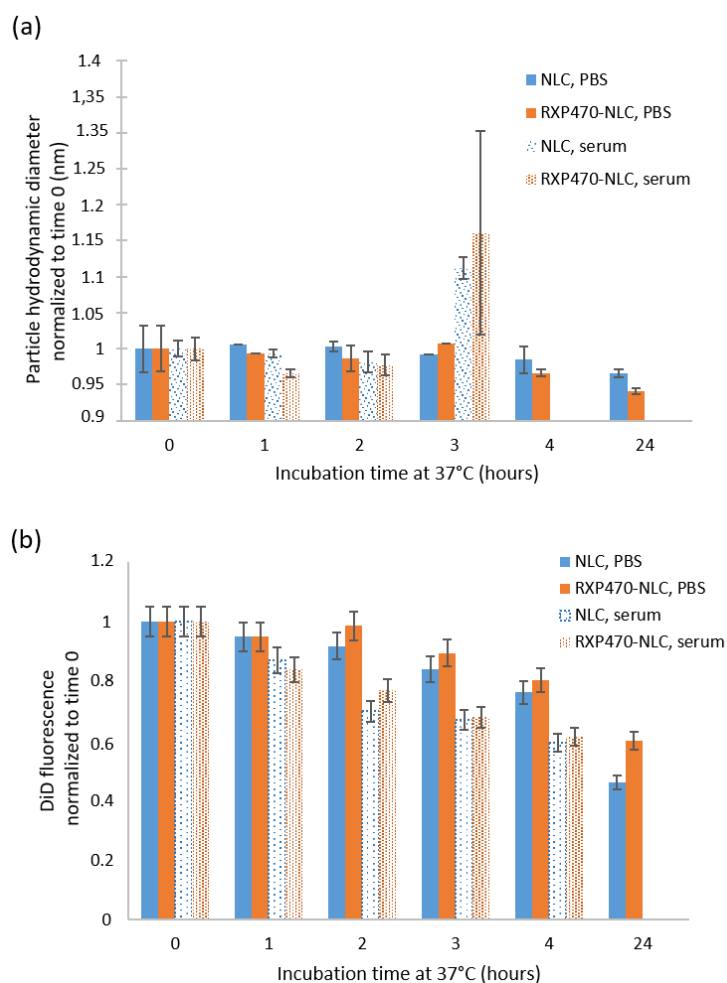 (a)
Particle hydrodynamic diameter
normalized to time 0 (nm)
1.4
1,35
1.3
1.25
1.2
1.15
1.1
1.05
1
0.95
0.9
NLC, PBS
RXP470-NLC, PBS
NLC, serum
RXP470-NLC, serum
0 1 2 3 4 24
Incubation time at 37°C (hours)
(b)
DiD fluorescence
normalized to time 0
1.2
1
0.8
0.6
0.4
0.2
0
NLC, PBS
RXP470-NLC, PBS
NLC, serum
RXP470-NLC, serum
0 1 2 3 4 24
Incubation time at 37°C (hours)